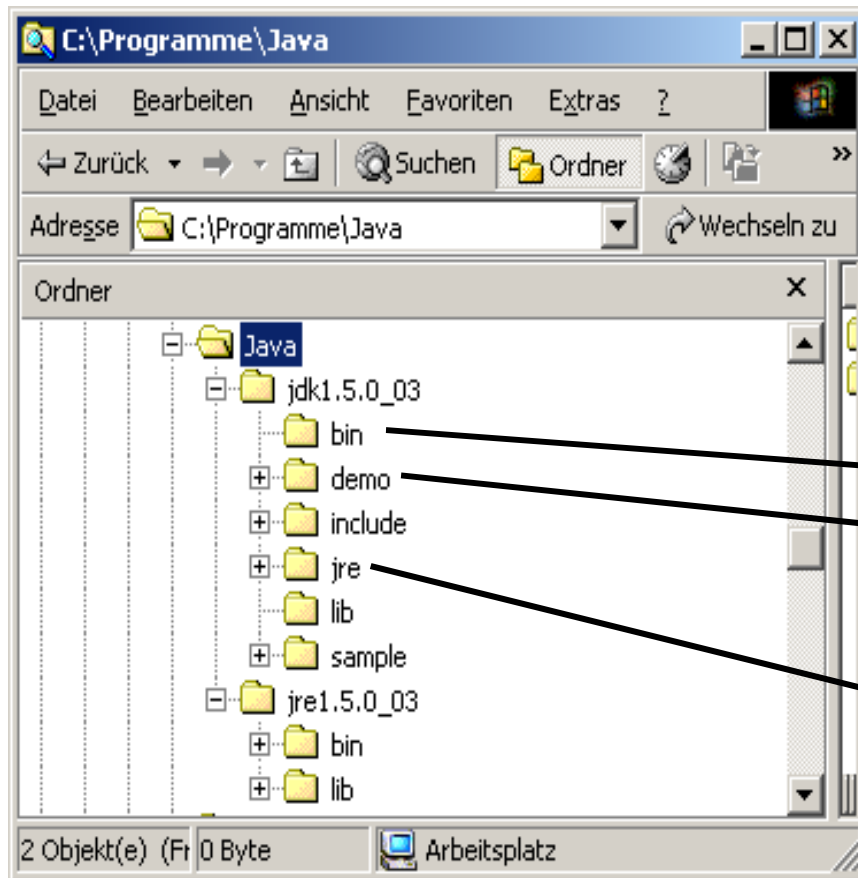 C:\Programme\Java
Datei Bearbeiten Ansicht Favoriten Extras ?
Zurück Suchen Ordner »
Adresse C:\Programme\Java Wechseln zu
Ordner
Java
jdk1.5.0_03
bin
demo
include
jre
lib
sample
jre1.5.0_03
bin
lib
2 Objekt(e) (Fr 0 Byte Arbeitsplatz